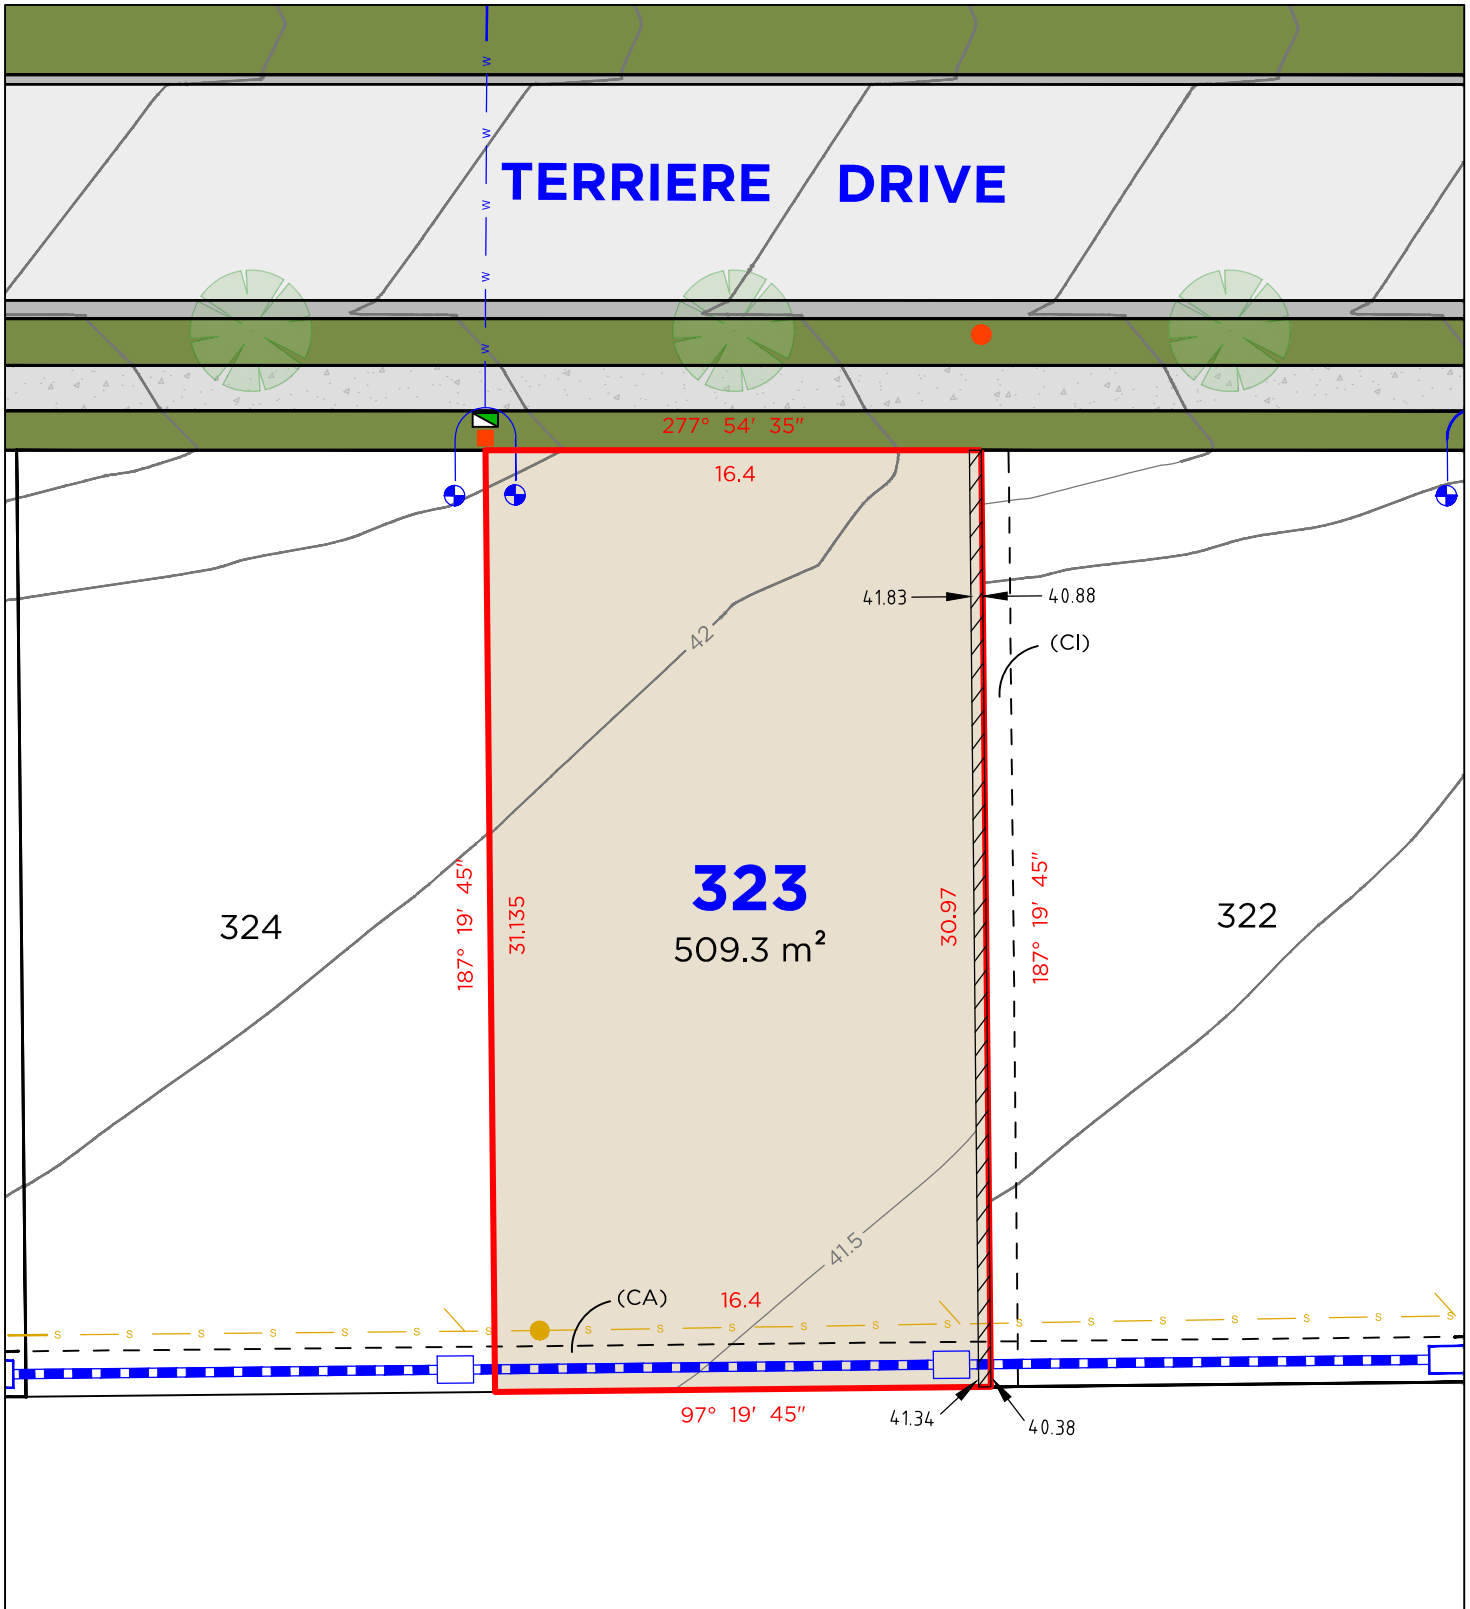 W
W
W
W
W
TERRIERE DRIVE
277° 54' 35"
16.4
41.83
40.88
42
(CI)
323
509.3 m²
324
322
187° 19' 45"
31.135
30.97
187° 19' 45"
41.5
(CA)
16.4
S S S S S S S S S S S S S S S S S S S S
97° 19' 45"
41.34
40.38